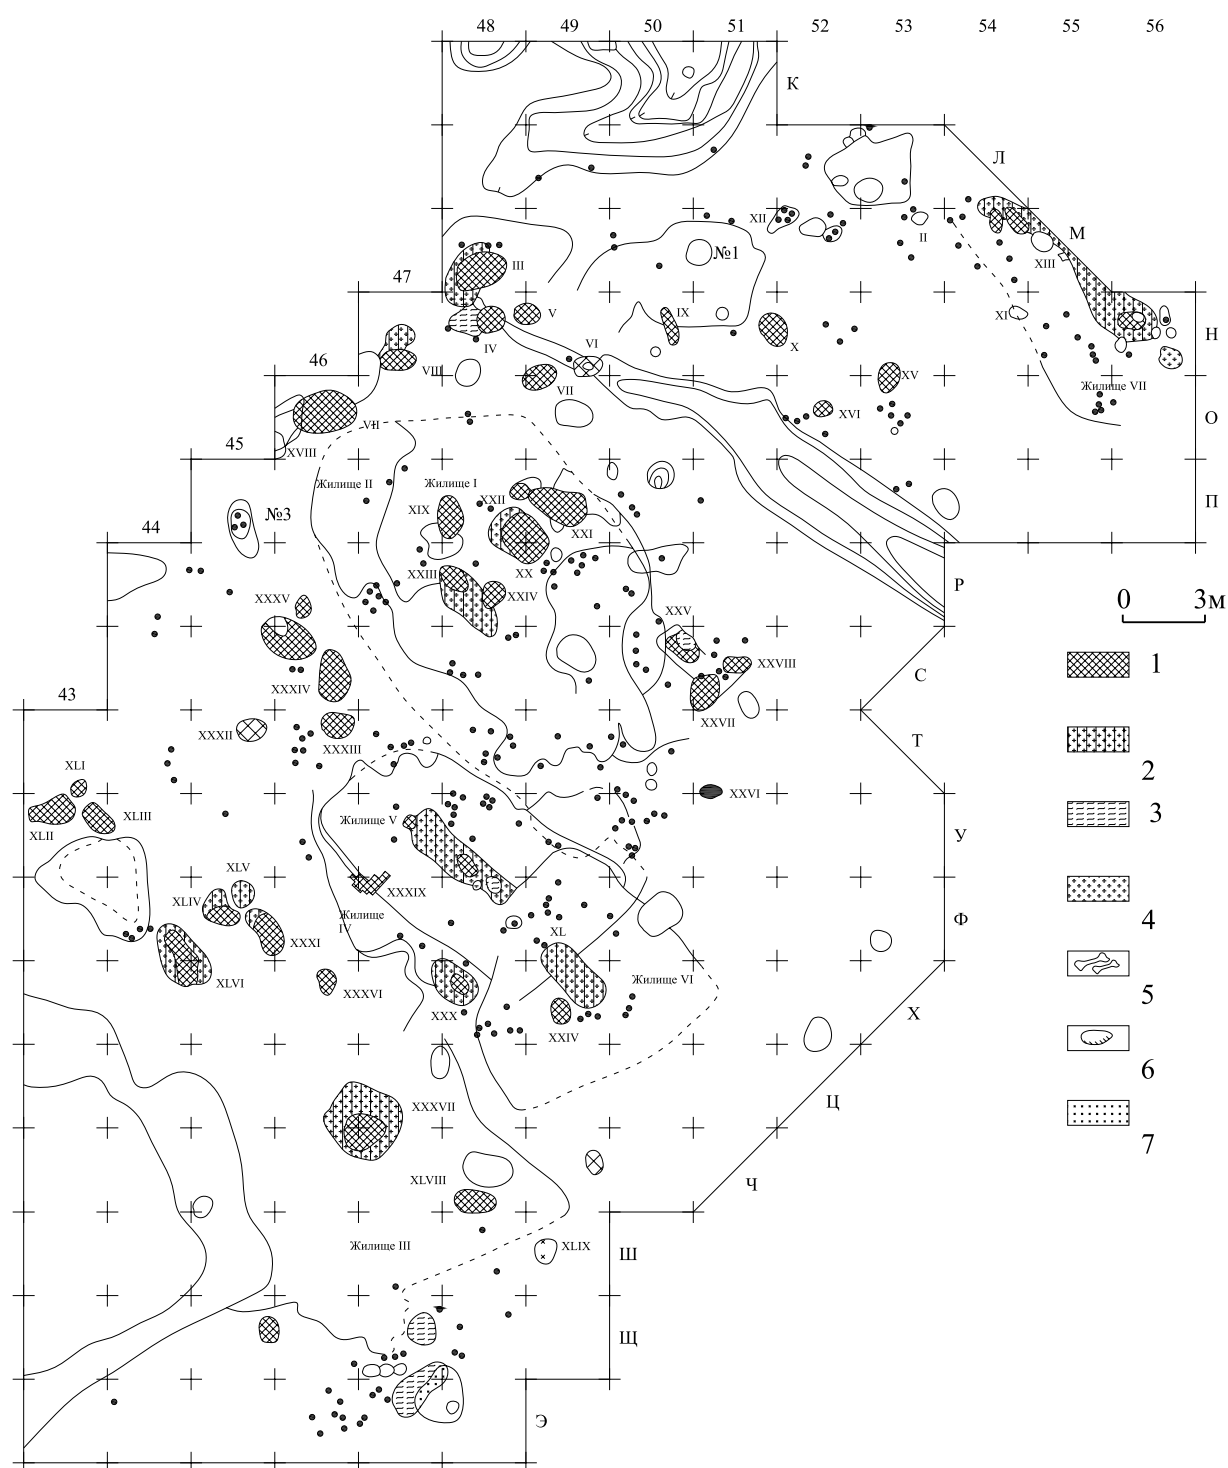 48 49 50 51 52 53 54 55 56
К
Л
XII
II
М
№1
XIII
III
47
IX
XI
V
Н
IV
VI
X
46
VIII
XV
Жилище VII
VII
XVI
О
VII
45
XVIII
Жилище II
Жилище I
XXII
XIX
П
№3
XXI
44
XX
XXIII
Р
XXIV
0 3м
XXXV
XXV
1
XXVIII
С
XXXIV
43
XXVII
XXXII
Т
XXXIII
2
XLI
XXVI
3
XLIII
Жилище V
XLII
У
XLV
4
XXXIX
XLIV
Жилище
IV
Ф
XL
XXXI
Жилище VI
XLVI
XXXVI
5
XXX
Х
XXIV
6
Ц
XXXVII
7
XLVIII
Ч
Жилище III
XLIX
Ш
Щ
Э